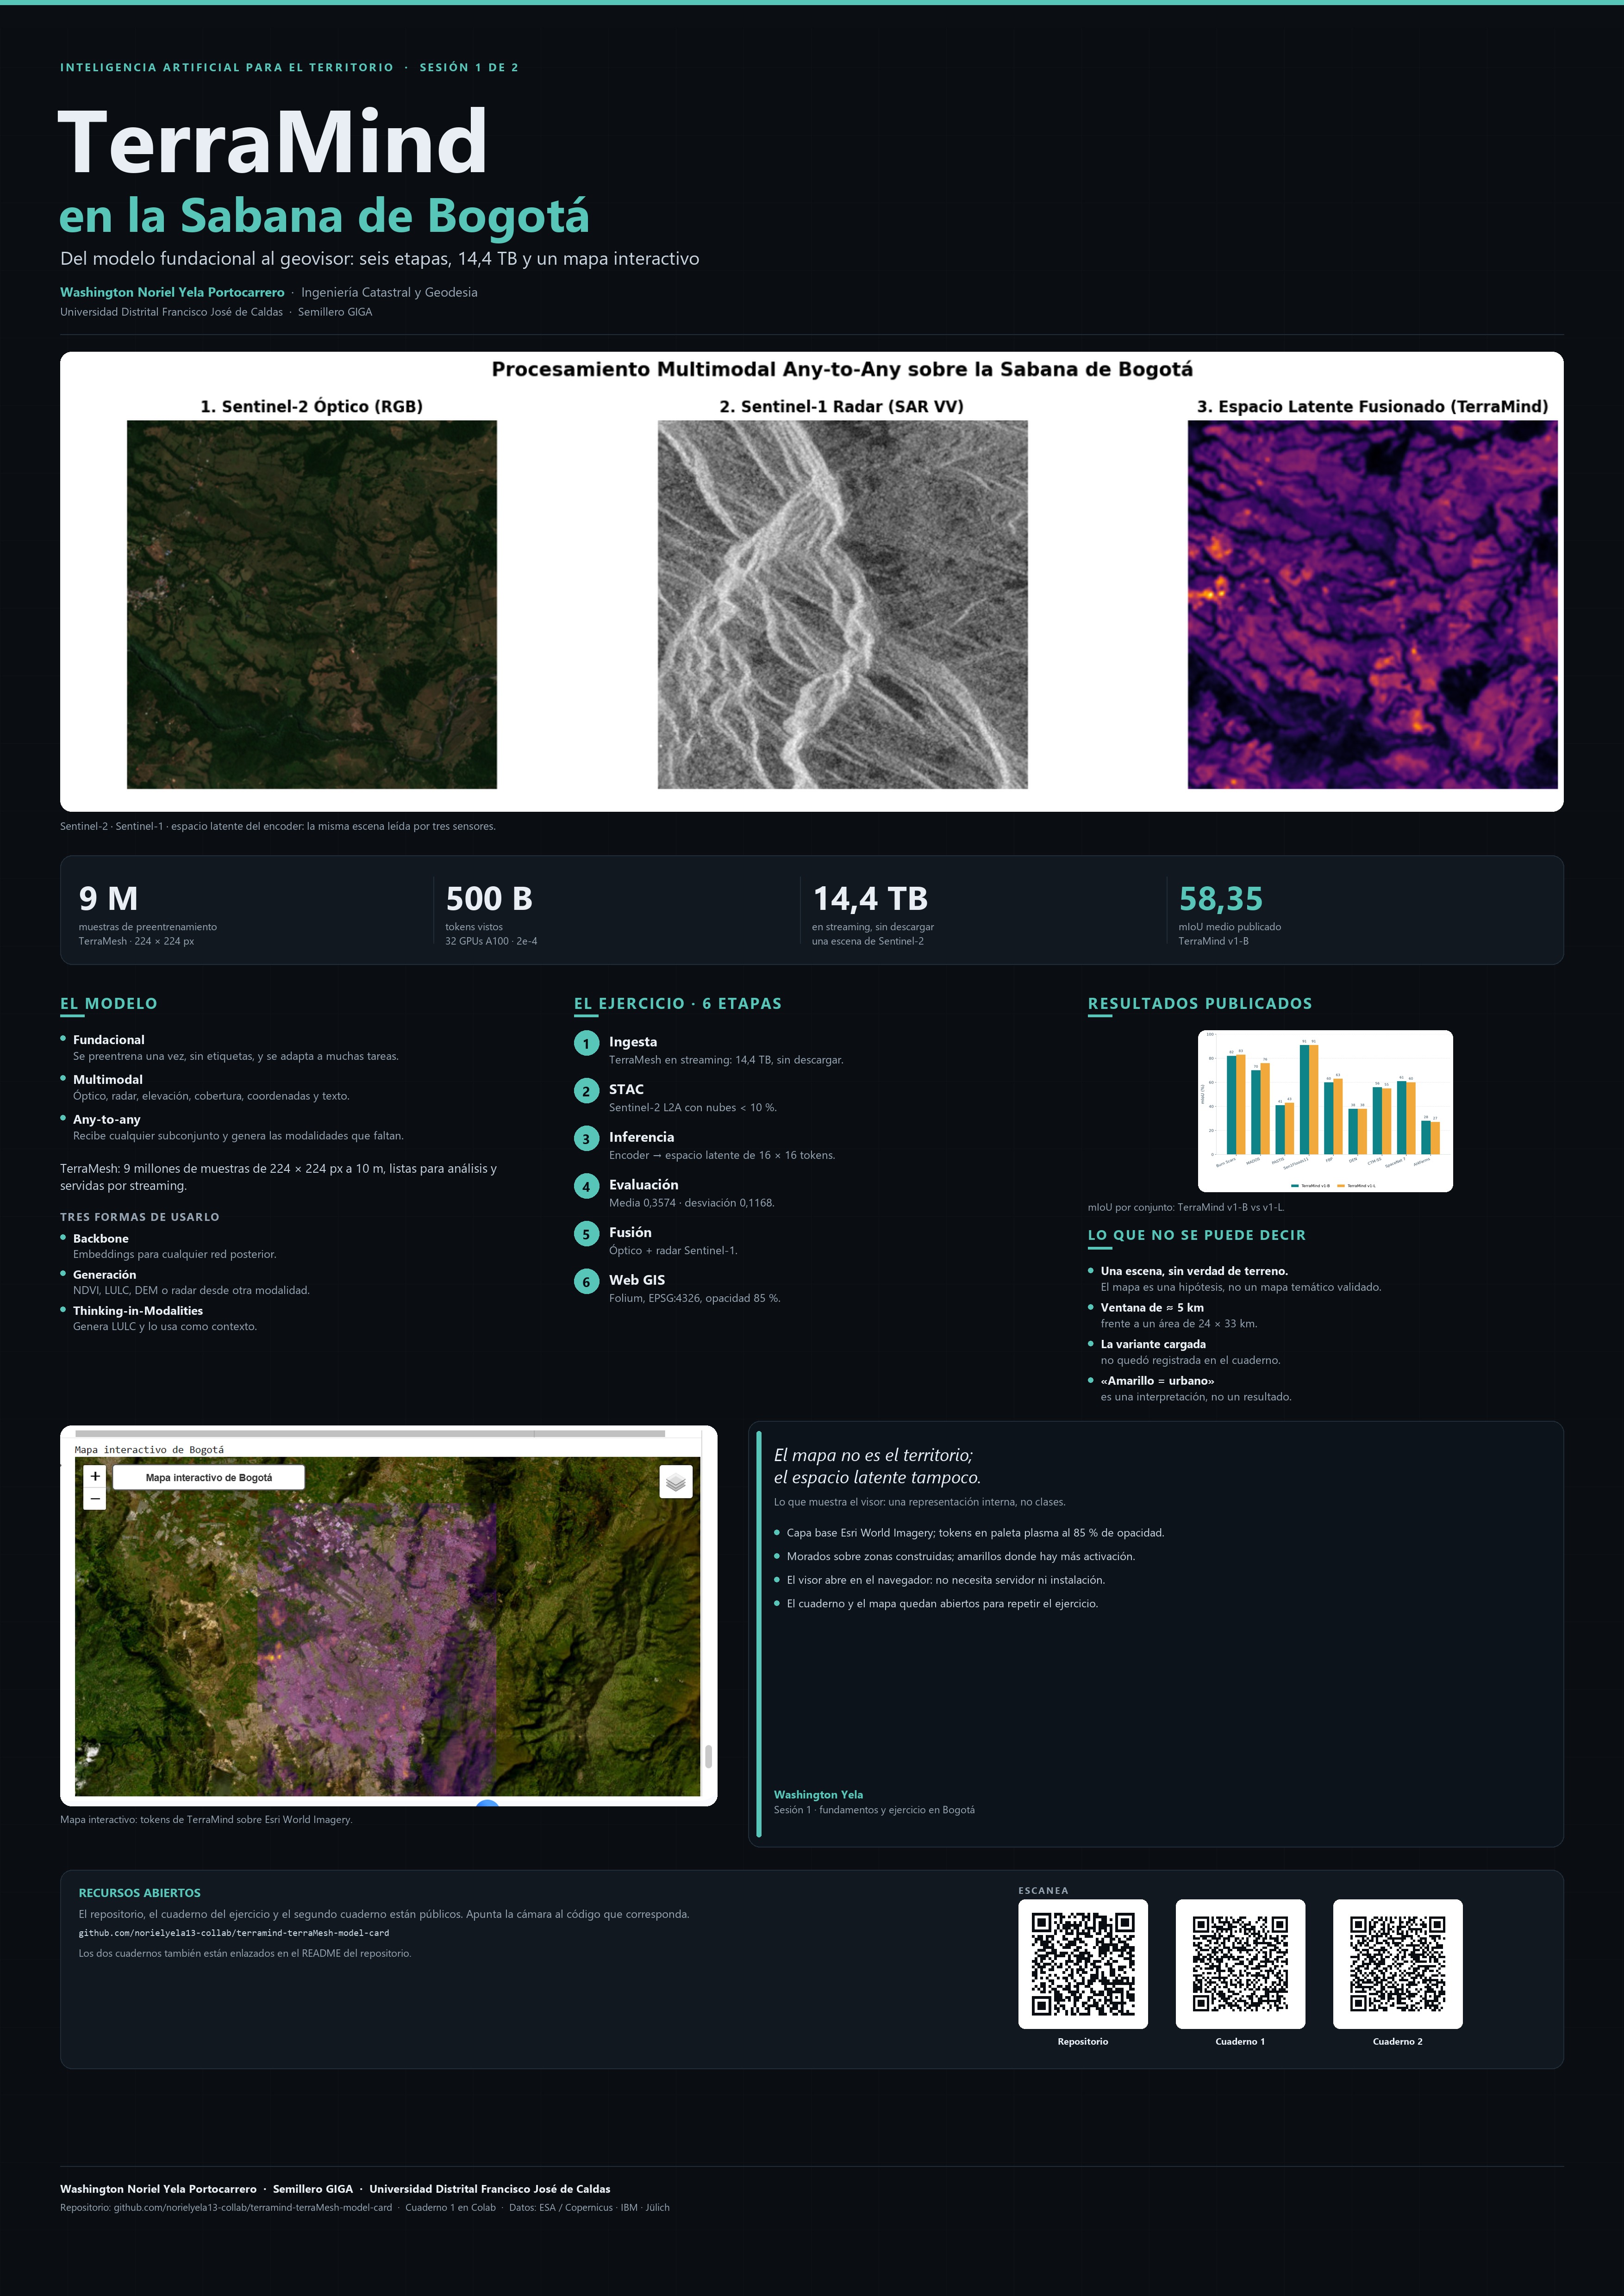 INTELIGENCIA ARTIFICIAL PARA EL TERRITORIO · SESIÓN 1 DE 2
TerraMind
en la Sabana de Bogotá
Del modelo fundacional al geovisor: seis etapas, 14,4 TB y un mapa interactivo
Washington Noriel Yela Portocarrero · Ingeniería Catastral y Geodesia
Universidad Distrital Francisco José de Caldas · Semillero GIGA
Procesamiento Multimodal Any-to-Any sobre la Sabana de Bogotá
1. Sentinel-2 Óptico (RGB)
2. Sentinel-1 Radar (SAR VV)
3. Espacio Latente Fusionado (TerraMind)
Sentinel-2 · Sentinel-1 · espacio latente del encoder: la misma escena leída por tres sensores.
9 M
muestras de preentrenamiento
TerraMesh · 224 × 224 px
500 B
tokens vistos
32 GPUs A100 · 2e-4
14,4 TB
en streaming, sin descargar
una escena de Sentinel-2
58,35
mIoU medio publicado
TerraMind v1-B
EL MODELO
Fundacional
Se preentrena una vez, sin etiquetas, y se adapta a muchas tareas.
Multimodal
Óptico, radar, elevación, cobertura, coordenadas y texto.
Any-to-any
Recibe cualquier subconjunto y genera las modalidades que faltan.
TerraMesh: 9 millones de muestras de 224 × 224 px a 10 m, listas para análisis y
servidas por streaming.
TRES FORMAS DE USARLO
Backbone
Embeddings para cualquier red posterior.
Generación
NDVI, LULC, DEM o radar desde otra modalidad.
Thinking-in-Modalities
Genera LULC y lo usa como contexto.
EL EJERCICIO · 6 ETAPAS
1
Ingesta
TerraMesh en streaming: 14,4 TB, sin descargar.
2
STAC
Sentinel-2 L2A con nubes < 10 %.
3
Inferencia
Encoder → espacio latente de 16 × 16 tokens.
4
Evaluación
Media 0,3574 · desviación 0,1168.
5
Fusión
Óptico + radar Sentinel-1.
6
Web GIS
Folium, EPSG:4326, opacidad 85 %.
RESULTADOS PUBLICADOS
100
80
60
40
20
0
TerraMind v1-B
TerraMind v1-L
mIoU por conjunto: TerraMind v1-B vs v1-L.
LO QUE NO SE PUEDE DECIR
Una escena, sin verdad de terreno.
El mapa es una hipótesis, no un mapa temático validado.
Ventana de ≈ 5 km
frente a un área de 24 × 33 km.
La variante cargada
no quedó registrada en el cuaderno.
«Amarillo = urbano»
es una interpretación, no un resultado.
Mapa interactivo de Bogotá
+
−
Mapa interactivo de Bogotá
Mapa interactivo: tokens de TerraMind sobre Esri World Imagery.
El mapa no es el territorio;
el espacio latente tampoco.
Lo que muestra el visor: una representación interna, no clases.
Capa base Esri World Imagery; tokens en paleta plasma al 85 % de opacidad.
Morados sobre zonas construidas; amarillos donde hay más activación.
El visor abre en el navegador: no necesita servidor ni instalación.
El cuaderno y el mapa quedan abiertos para repetir el ejercicio.
Washington Yela
Sesión 1 · fundamentos y ejercicio en Bogotá
RECURSOS ABIERTOS
El repositorio, el cuaderno del ejercicio y el segundo cuaderno están públicos. Apunta la cámara al código que corresponda.
github.com/norielyela13-collab/terramind-terraMesh-model-card
Los dos cuadernos también están enlazados en el README del repositorio.
ESCANEA
Repositorio
Cuaderno 1
Cuaderno 2
Washington Noriel Yela Portocarrero · Semillero GIGA · Universidad Distrital Francisco José de Caldas
Repositorio: github.com/norielyela13-collab/terramind-terraMesh-model-card · Cuaderno 1 en Colab · Datos: ESA / Copernicus · IBM · Jülich